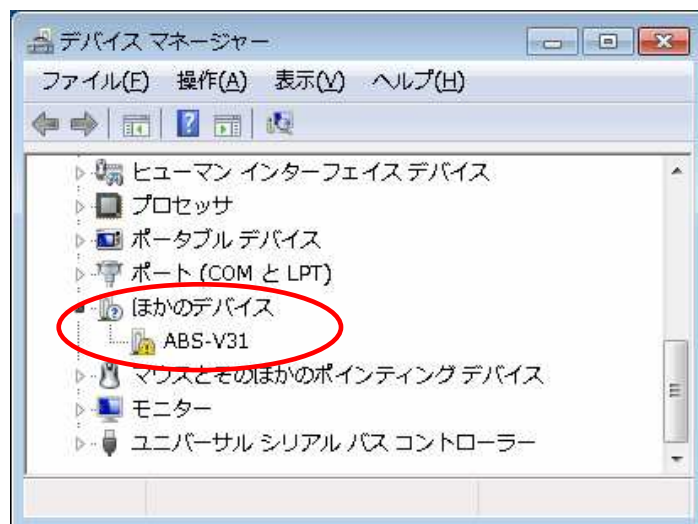 デバイス マネージャー
ファイル(F) 操作(A) 表示(V) ヘルプ(H)
ヒューマン インターフェイス デバイス
プロセッサ
ポータブル デバイス
ポート (COM と LPT)
ほかのデバイス
ABS-V31
マウスとそのほかのポインティング デバイス
モニター
ユニバーサル シリアル バス コントローラー